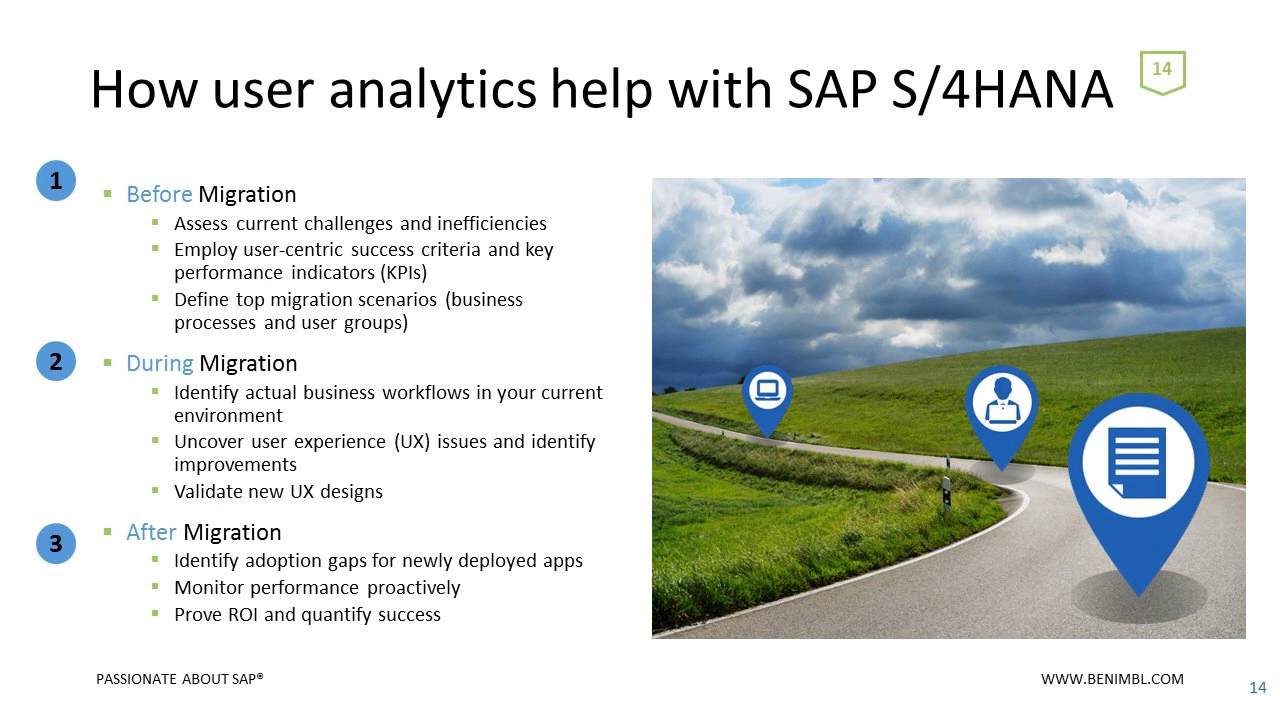 How user analytics help with SAP S/4HANA
14
1
▪ Before Migration
▪ Assess current challenges and inefficiencies
▪ Employ user-centric success criteria and key
performance indicators (KPIs)
▪ Define top migration scenarios (business
processes and user groups)
2
▪ During Migration
▪ Identify actual business workflows in your current
environment
▪ Uncover user experience (UX) issues and identify
improvements
▪ Validate new UX designs
3
▪ After Migration
▪ Identify adoption gaps for newly deployed apps
▪ Monitor performance proactively
▪ Prove ROI and quantify success
PASSIONATE ABOUT SAP®
WWW.BENIMBL.COM
14